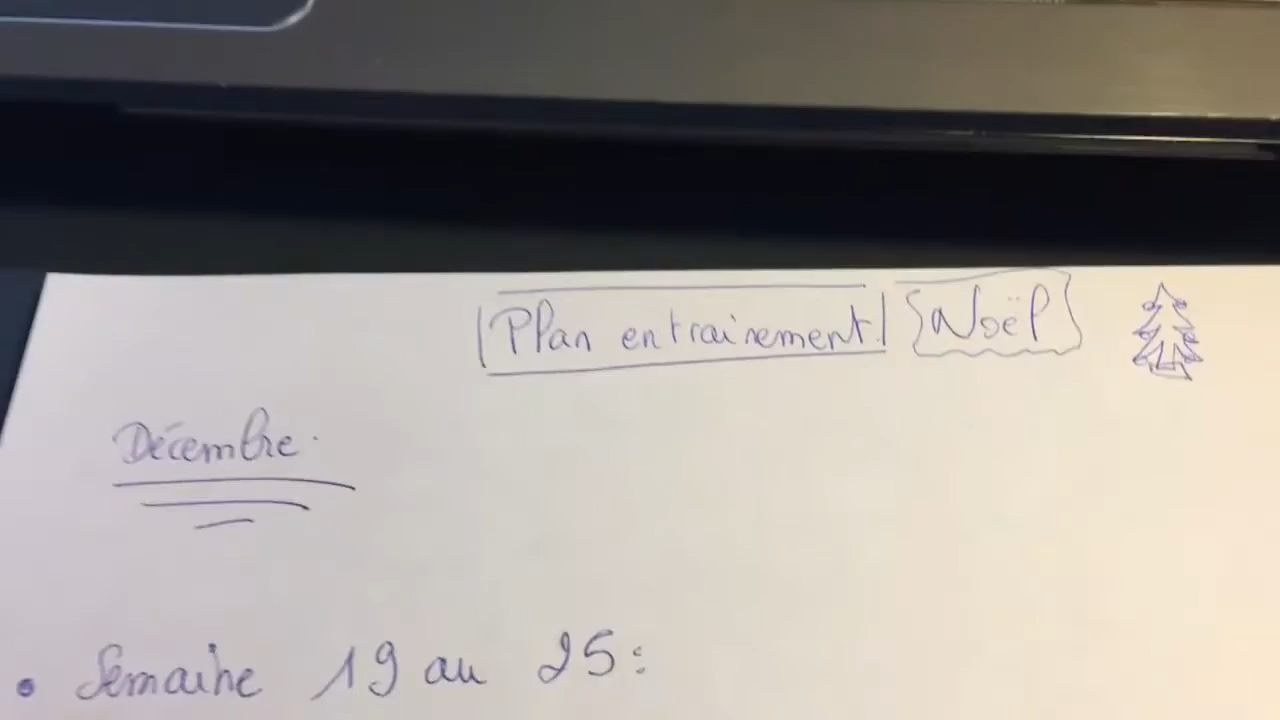 Plan entrainement Noël
Décembre.
• Semaine 19 au 25: